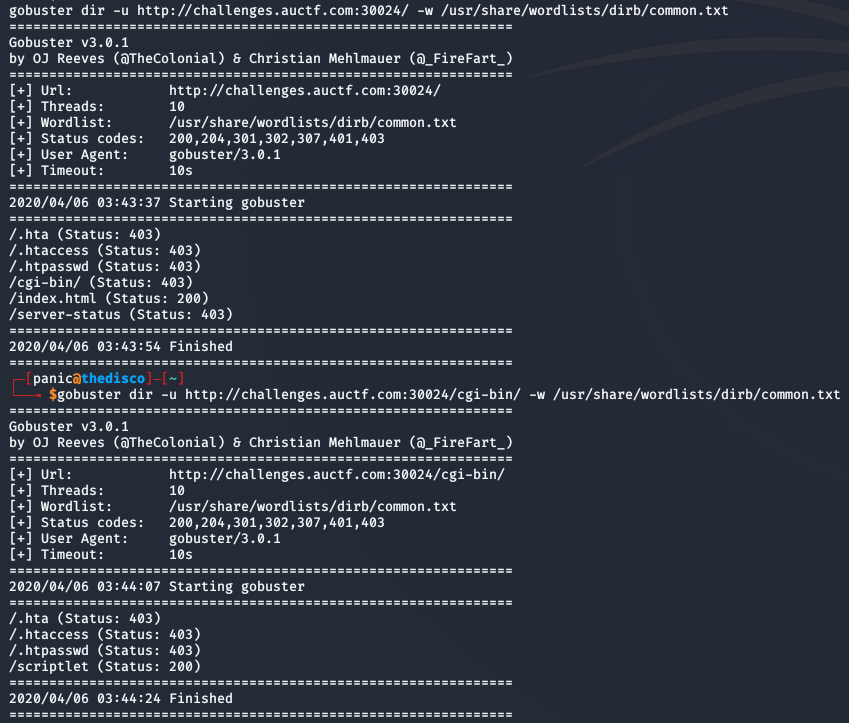 gobuster dir -u http://challenges.auctf.com:30024/ -w /usr/share/wordlists/dirb/common.txt
===============================================================
Gobuster v3.0.1
by OJ Reeves (@TheColonial) & Christian Mehlmauer (@_FireFart_)
===============================================================
[+] Url:            http://challenges.auctf.com:30024/
[+] Threads:        10
[+] Wordlist:       /usr/share/wordlists/dirb/common.txt
[+] Status codes:   200,204,301,302,307,401,403
[+] User Agent:     gobuster/3.0.1
[+] Timeout:        10s
===============================================================
2020/04/06 03:43:37 Starting gobuster
===============================================================
/.hta (Status: 403)
/.htaccess (Status: 403)
/.htpasswd (Status: 403)
/cgi-bin/ (Status: 403)
/index.html (Status: 200)
/server-status (Status: 403)
===============================================================
2020/04/06 03:43:54 Finished
===============================================================
┌─[panic@thedisco]─[~]
└──╼ $gobuster dir -u http://challenges.auctf.com:30024/cgi-bin/ -w /usr/share/wordlists/dirb/common.txt
===============================================================
Gobuster v3.0.1
by OJ Reeves (@TheColonial) & Christian Mehlmauer (@_FireFart_)
===============================================================
[+] Url:            http://challenges.auctf.com:30024/cgi-bin/
[+] Threads:        10
[+] Wordlist:       /usr/share/wordlists/dirb/common.txt
[+] Status codes:   200,204,301,302,307,401,403
[+] User Agent:     gobuster/3.0.1
[+] Timeout:        10s
===============================================================
2020/04/06 03:44:07 Starting gobuster
===============================================================
/.hta (Status: 403)
/.htaccess (Status: 403)
/.htpasswd (Status: 403)
/scriptlet (Status: 200)
===============================================================
2020/04/06 03:44:24 Finished
===============================================================